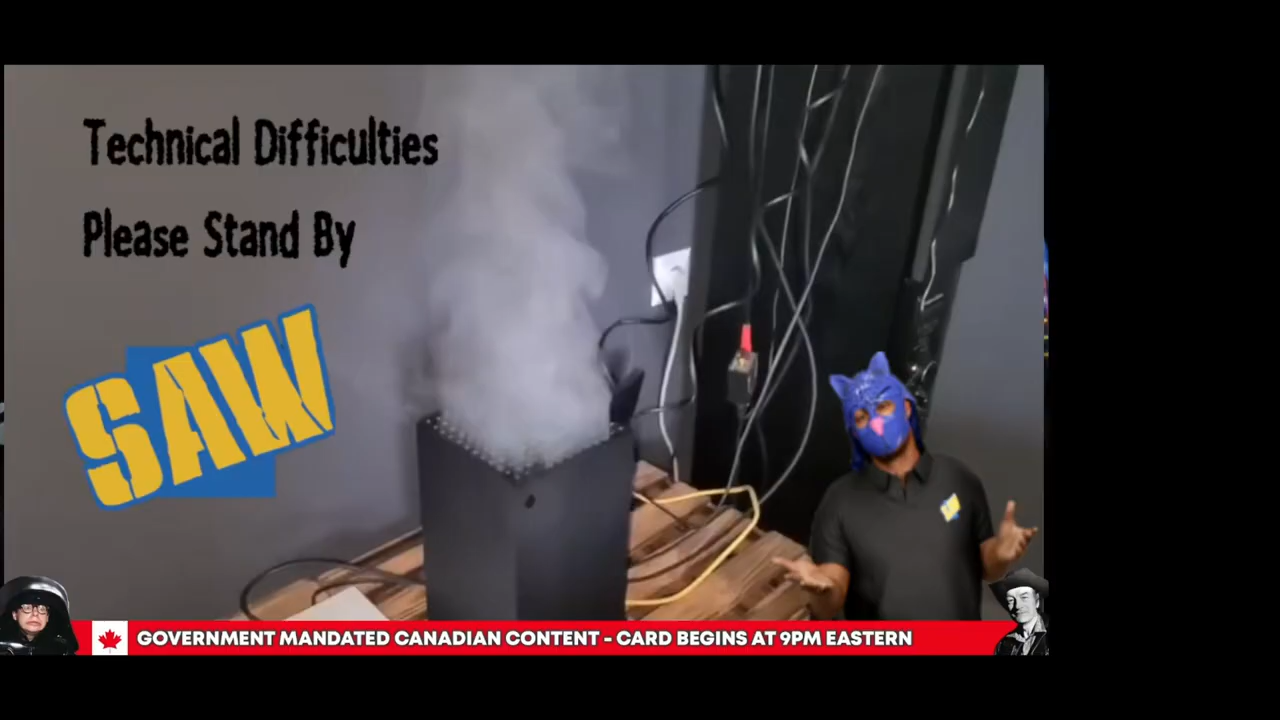 Technical Difficulties
Please Stand By
SAW
GOVERNMENT MANDATED CANADIAN CONTENT - CARD BEGINS AT 9PM EASTERN